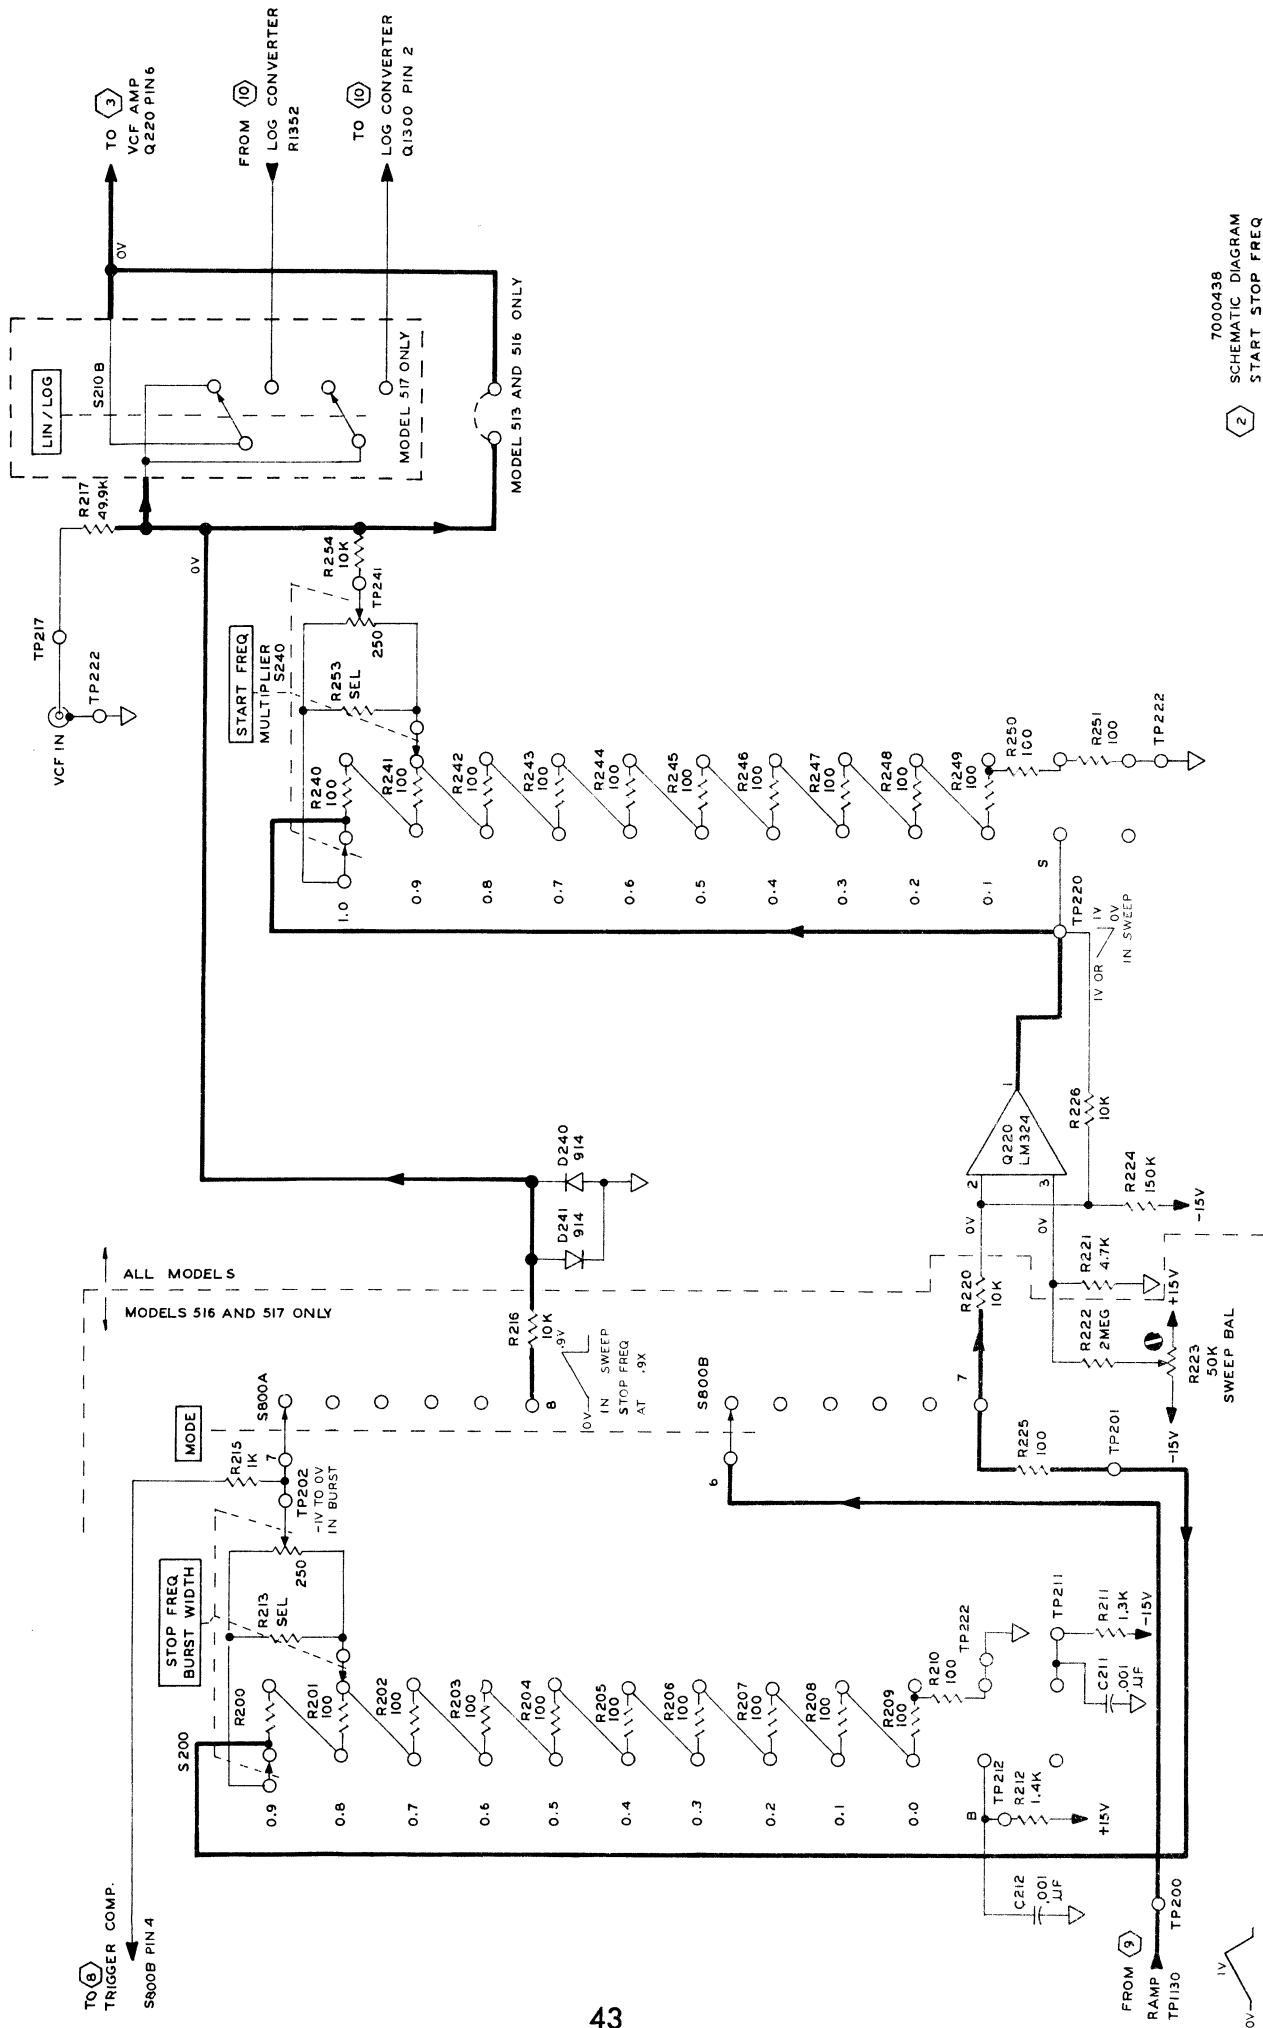 TO 3
VCF AMP
Q220 PIN6
FROM 10
LOG CONVERTER
R1352
TO 10
LOG CONVERTER
Q1300 PIN 2
0V
LIN/LOG
S210B
MODEL 517 ONLY
MODEL 513 AND 516 ONLY
R217
49.9K
TP217
VCF IN
TP222
0V
R254
10K
TP241
250
START FREQ
MULTIPLIER
S240
R253
SEL
R240
100
R241
100
R242
100
R243
100
R244
100
R245
100
R246
100
R247
100
R248
100
R249
100
R250
100
R251
100
TP222
1.0
0.9
0.8
0.7
0.6
0.5
0.4
0.3
0.2
0.1
S
TP220
1V OR
1V
0V
IN SWEEP
Q220
LM324
1
2
3
0V
0V
R226
10K
R224
150K
-15V
D240
914
D241
914
ALL MODELS
MODELS 516 AND 517 ONLY
R216
10K
.9V
0V
IN SWEEP
STOP FREQ
AT .9X
8
R220
10K
7
R221
4.7K
R222
2MEG
+15V
R223
50K
SWEEP BAL
-15V
MODE
S800A
7
S800B
6
R215
1K
TP202
-1V TO 0V
IN BURST
R225
100
TP201
STOP FREQ
BURST WIDTH
250
R213
SEL
S200
R200
R201
100
R202
100
R203
100
R204
100
R205
100
R206
100
R207
100
R208
100
R209
100
R210
100
TP222
TP211
R211
1.3K
-15V
C211
.001
µF
0.9
0.8
0.7
0.6
0.5
0.4
0.3
0.2
0.1
0.0
B
TP212
R212
1.4K
+15V
C212
.001
µF
TO 8
TRIGGER COMP.
S800B PIN 4
FROM 9
RAMP
TP1130
TP200
1V
0V
7000438
2 SCHEMATIC DIAGRAM
START STOP FREQ
43